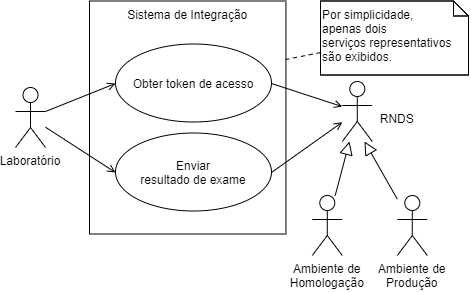 Sistema de Integração
Por simplicidade,
apenas dois
serviços representativos
são exibidos.
Obter token de acesso
RNDS
Laboratório
Enviar
resultado de exame
Ambiente de
Homologação
Ambiente de
Produção